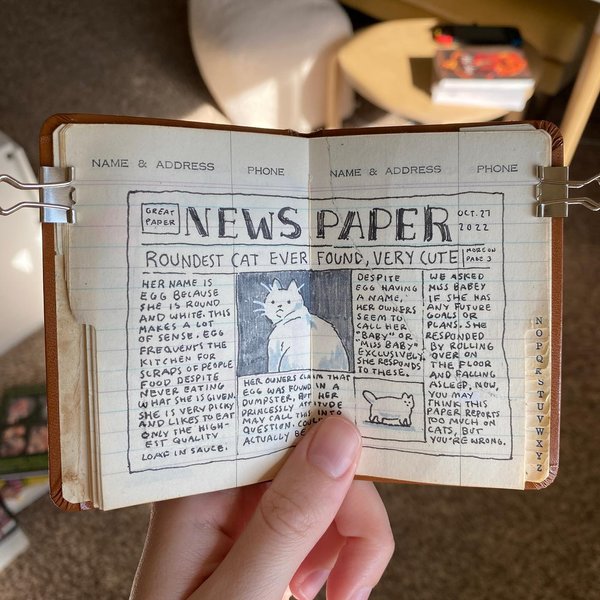 NAME & ADDRESS
PHONE
NAME & ADDRESS
PHONE
GREAT
PAPER
NEWSPAPER
OCT. 27
2022
ROUNDEST CAT EVER FOUND, VERY CUTE
MORE ON
PAGE 3
HER NAME IS
EGG BECAUSE
SHE IS ROUND
AND WHITE. THIS
MAKES A LOT
OF SENSE. EGG
FREQUENTS THE
KITCHEN FOR
SCRAPS OF PEOPLE
FOOD DESPITE
NEVER EATING
WHAT SHE IS GIVEN.
SHE IS VERY PICKY
AND LIKES TO EAT
ONLY THE HIGH-
EST QUALITY
LOAF IN SAUCE.
HER OWNERS CLAIM THAT
EGG WAS FOUND IN A
DUMPSTER, BUT HER
PRINCESSLY ATTITUDE
MAY CALL THIS INTO
QUESTION. COULD
ACTUALLY BE
DESPITE
EGG HAVING
A NAME,
HER OWNERS
SEEM TO
CALL HER
"BABY" OR
"MISS BABY"
EXCLUSIVELY.
SHE RESPONDS
TO THESE.
WE ASKED
MISS BABEY
IF SHE HAS
ANY FUTURE
GOALS OR
PLANS. SHE
RESPONDED
BY ROLLING
OVER ON
THE FLOOR
AND FALLING
ASLEEP. NOW,
YOU MAY
THINK THIS
PAPER REPORTS
TOO MUCH ON
CATS, BUT
YOU'RE WRONG.
N
O
P
Q
R
S
T
U
V
W
X
Y
Z